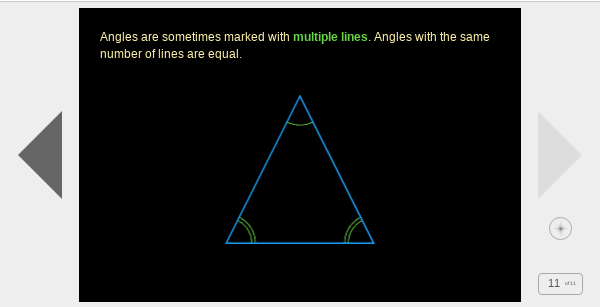 Angles are sometimes marked with multiple lines. Angles with the same
number of lines are equal.
11 of 11